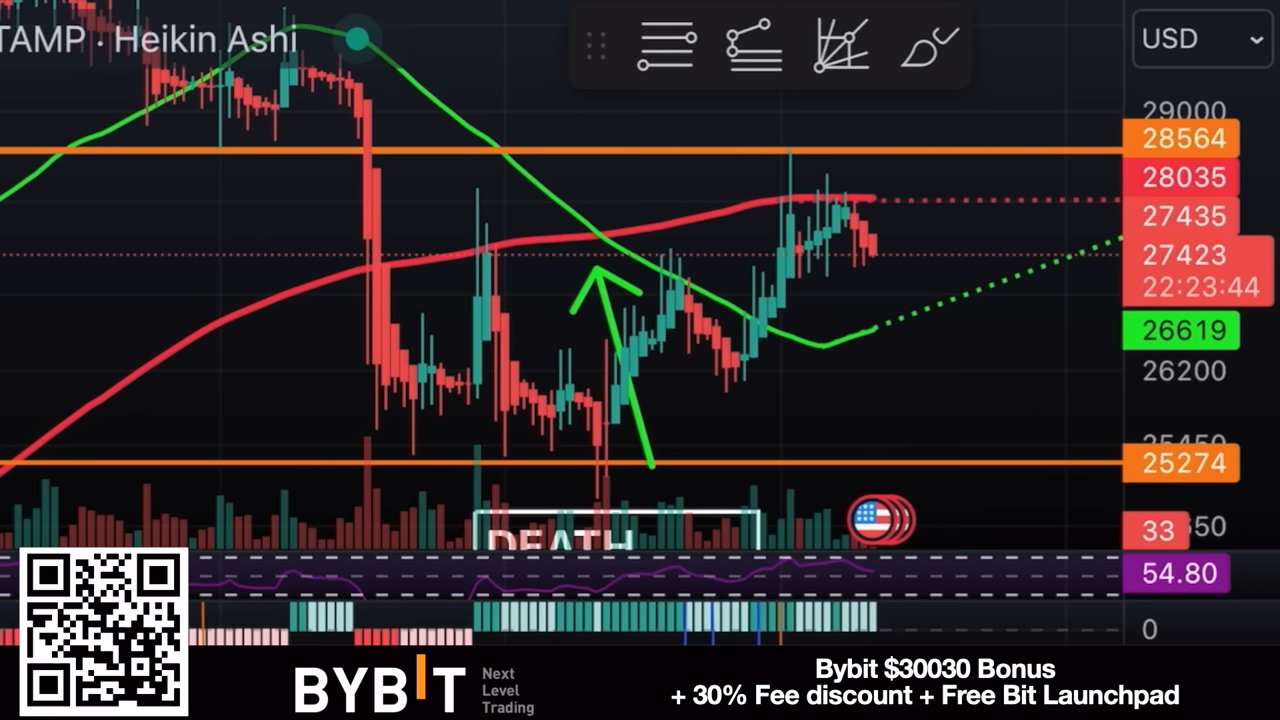 TAMP · Heikin Ashi
USD
29000
28564
28035
27435
27423
22:23:44
26619
26200
25450
25274
33
54.80
0
DEATH
BYBIT
Next
Level
Trading
Bybit $30030 Bonus
+ 30% Fee discount + Free Bit Launchpad